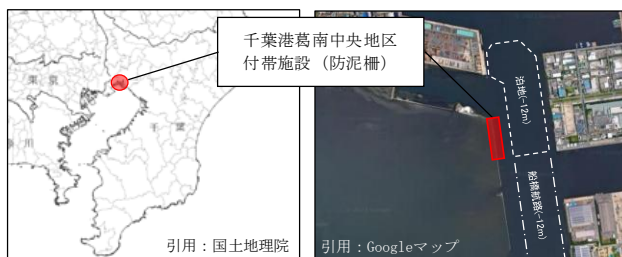 千葉港葛南中央地区
付帯施設（防泥柵）
東京
千葉
川
引用：国土地理院
泊地(-12m)
船橋航路(-12m)
引用：Googleマップ